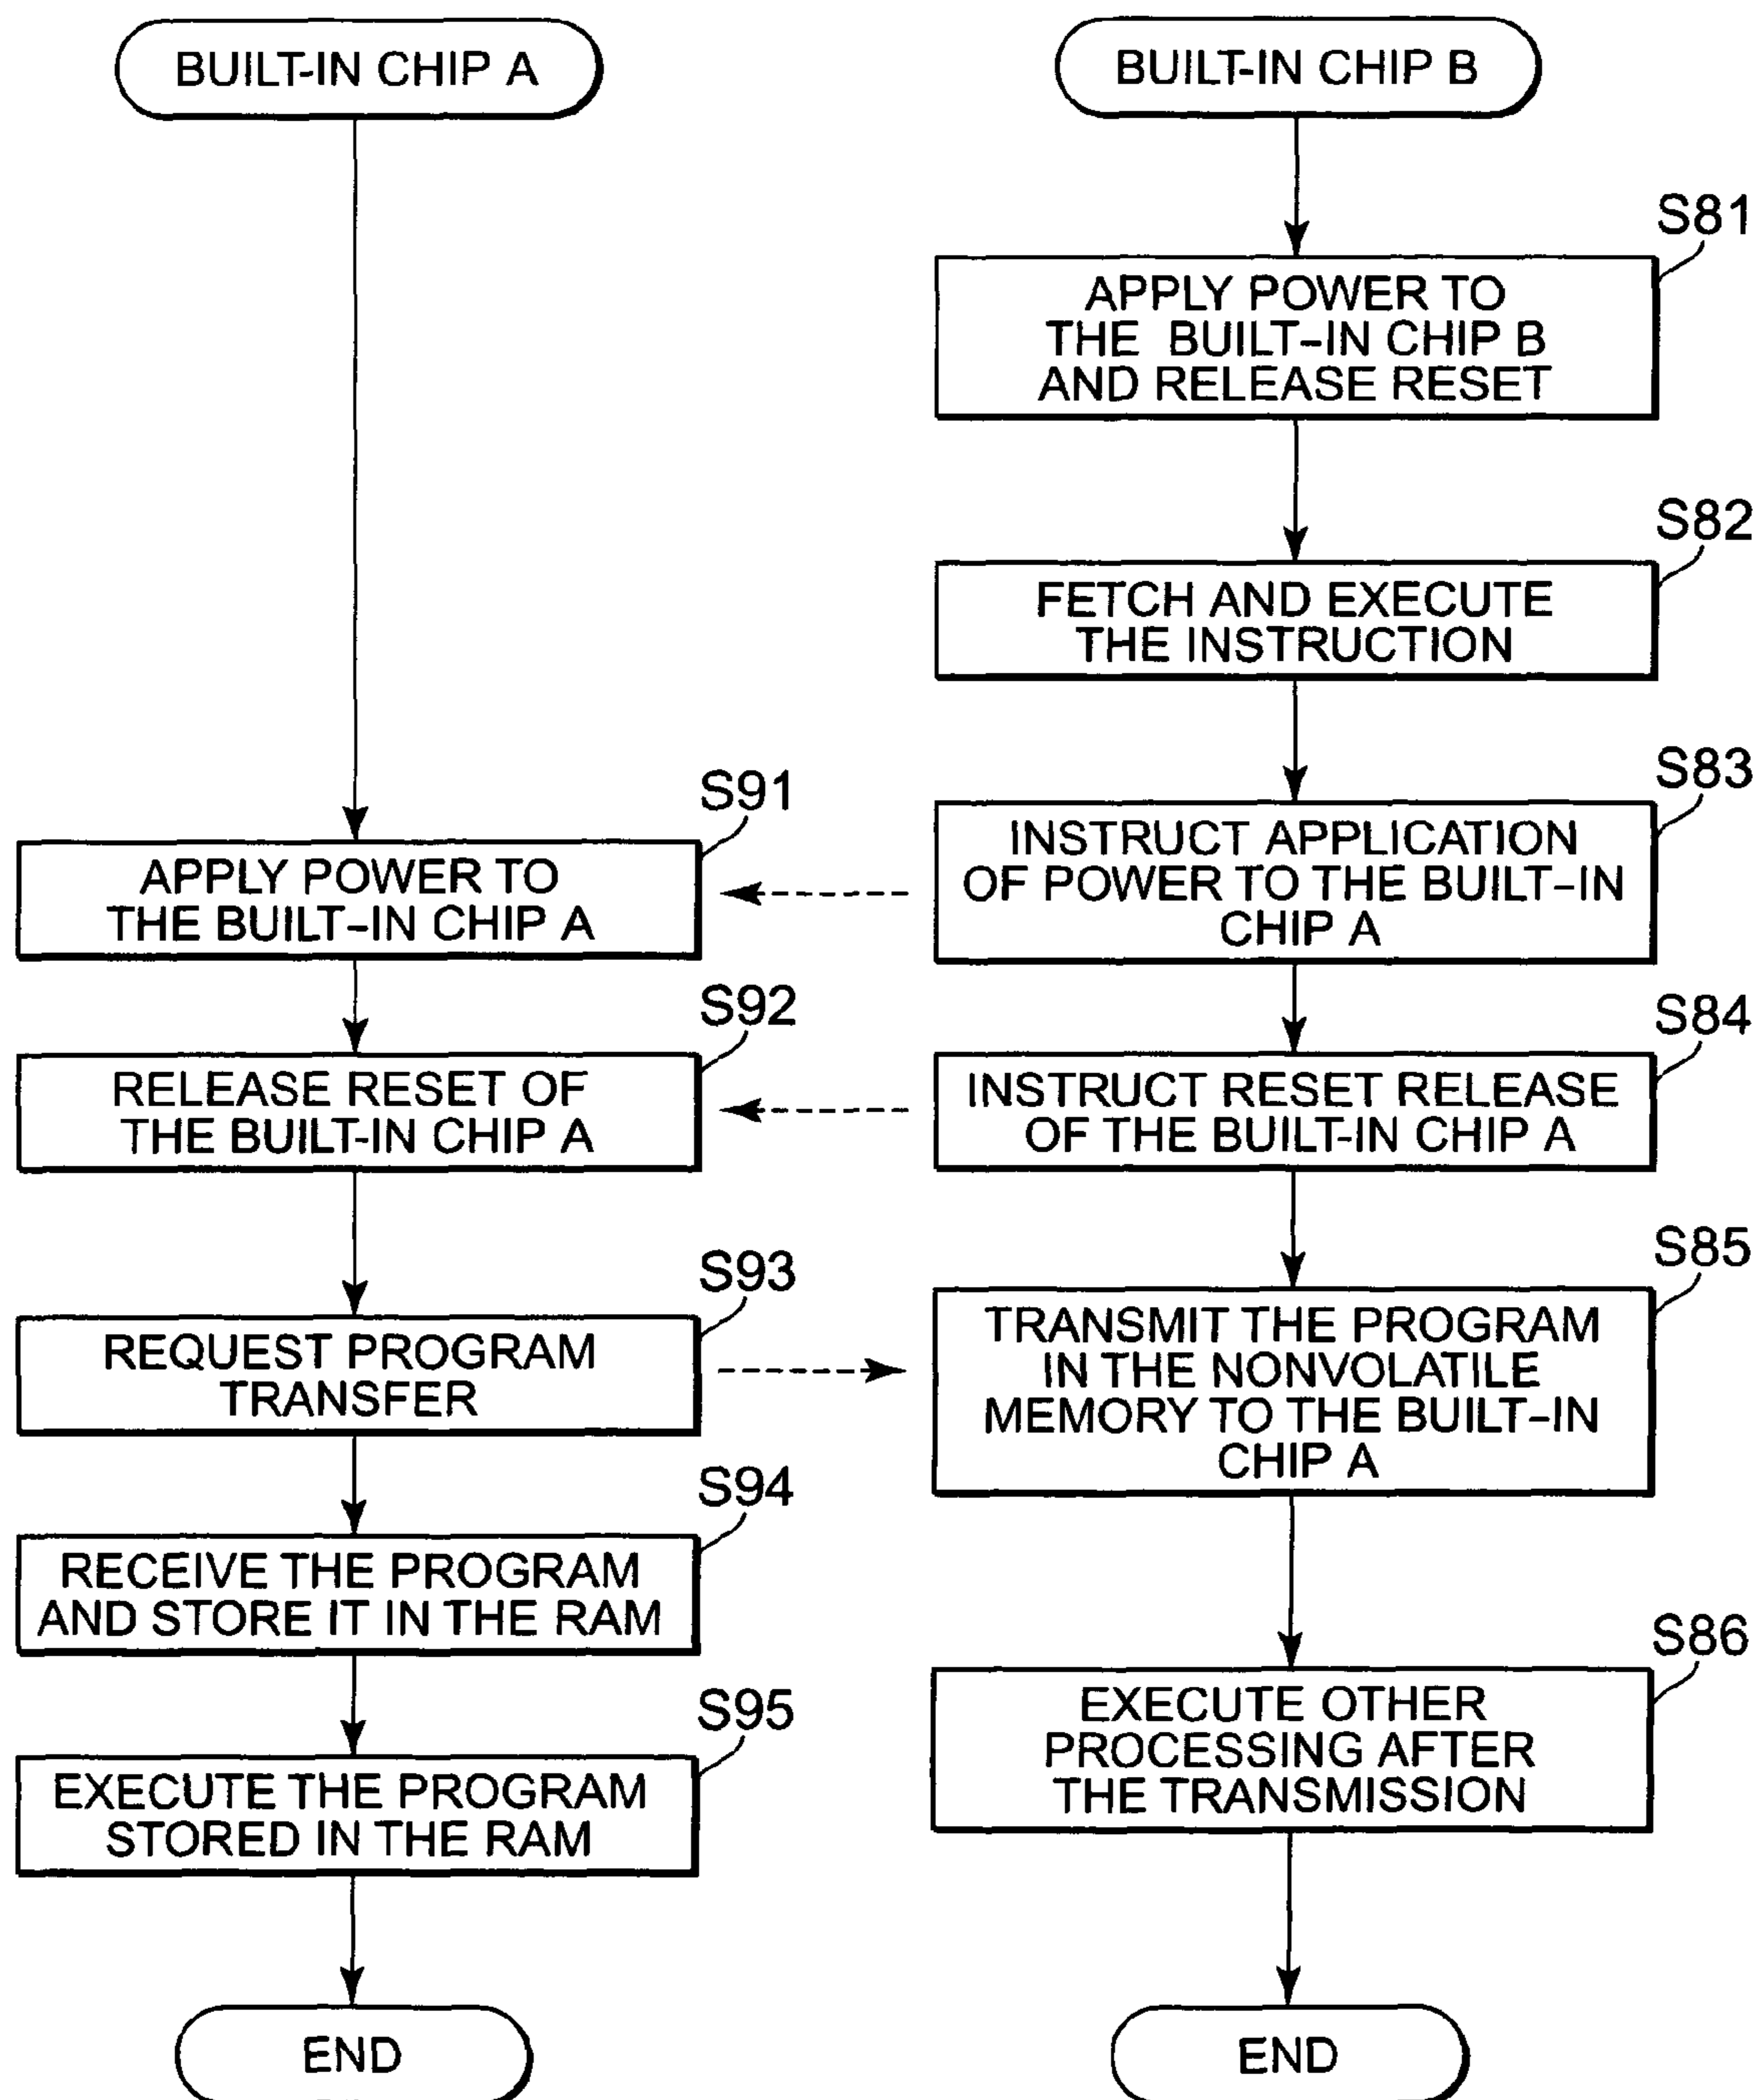 BUILT-IN CHIP A
S91
APPLY POWER TO
THE BUILT-IN CHIP A
S92
RELEASE RESET OF
THE BUILT-IN CHIP A
S93
REQUEST PROGRAM
TRANSFER
S94
RECEIVE THE PROGRAM
AND STORE IT IN THE RAM
S95
EXECUTE THE PROGRAM
STORED IN THE RAM
END
BUILT-IN CHIP B
S81
APPLY POWER TO
THE BUILT-IN CHIP B
AND RELEASE RESET
S82
FETCH AND EXECUTE
THE INSTRUCTION
S83
INSTRUCT APPLICATION
OF POWER TO THE BUILT-IN
CHIP A
S84
INSTRUCT RESET RELEASE
OF THE BUILT-IN CHIP A
S85
TRANSMIT THE PROGRAM
IN THE NONVOLATILE
MEMORY TO THE BUILT-IN
CHIP A
S86
EXECUTE OTHER
PROCESSING AFTER
THE TRANSMISSION
END